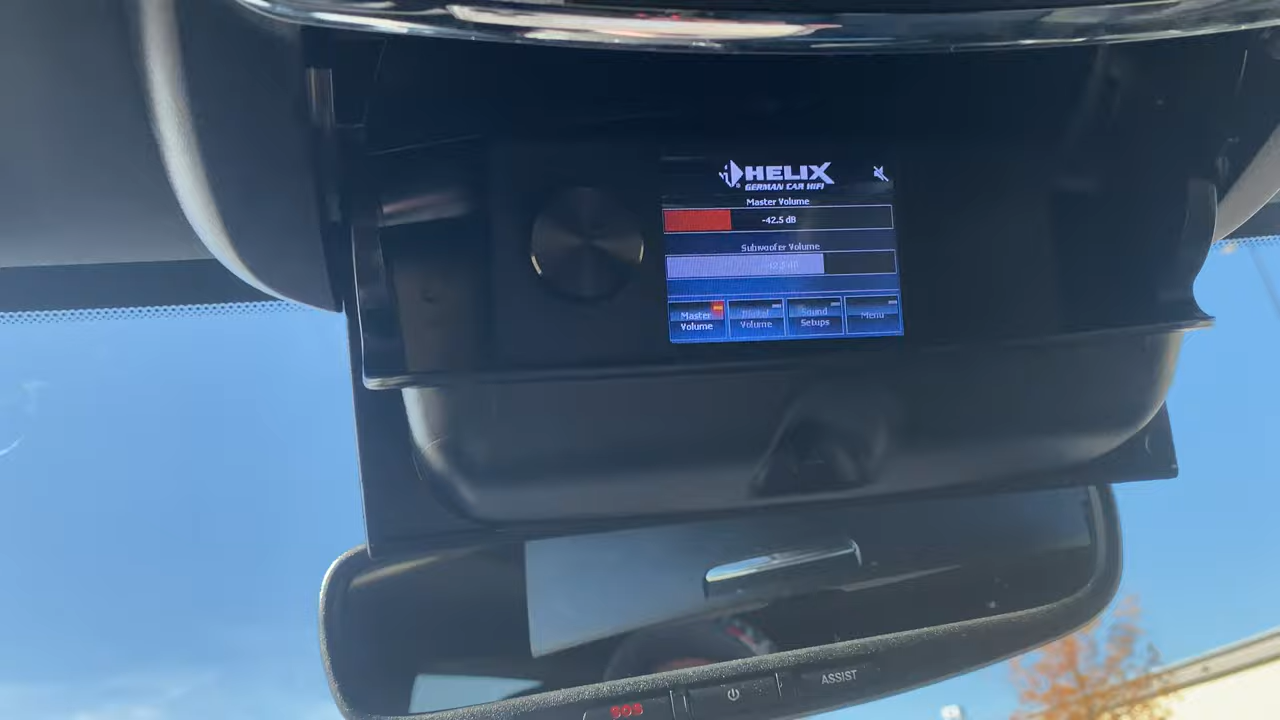 HELIX
GERMAN CAR HIFI
Master Volume
-42.5 dB
Subwoofer Volume
Master Volume
Volume
Sound Setups
Menu
SOS
ASSIST